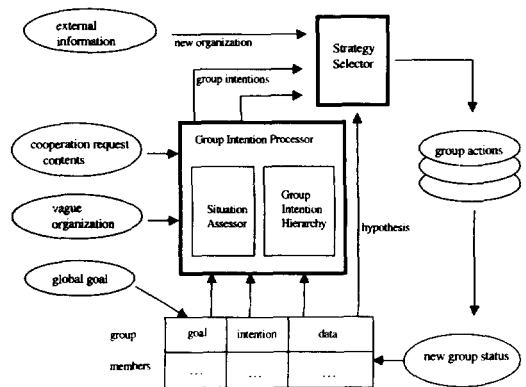 external
information
new organization
Strategy
Selector
group intentions
cooperation request
contents
Group Intention Processor
group actions
Situation
Assessor
Group
Intention
Hierarchy
vague
organization
hypothesis
global goal
group
goal
intention
data
members
...
...
...
new group status